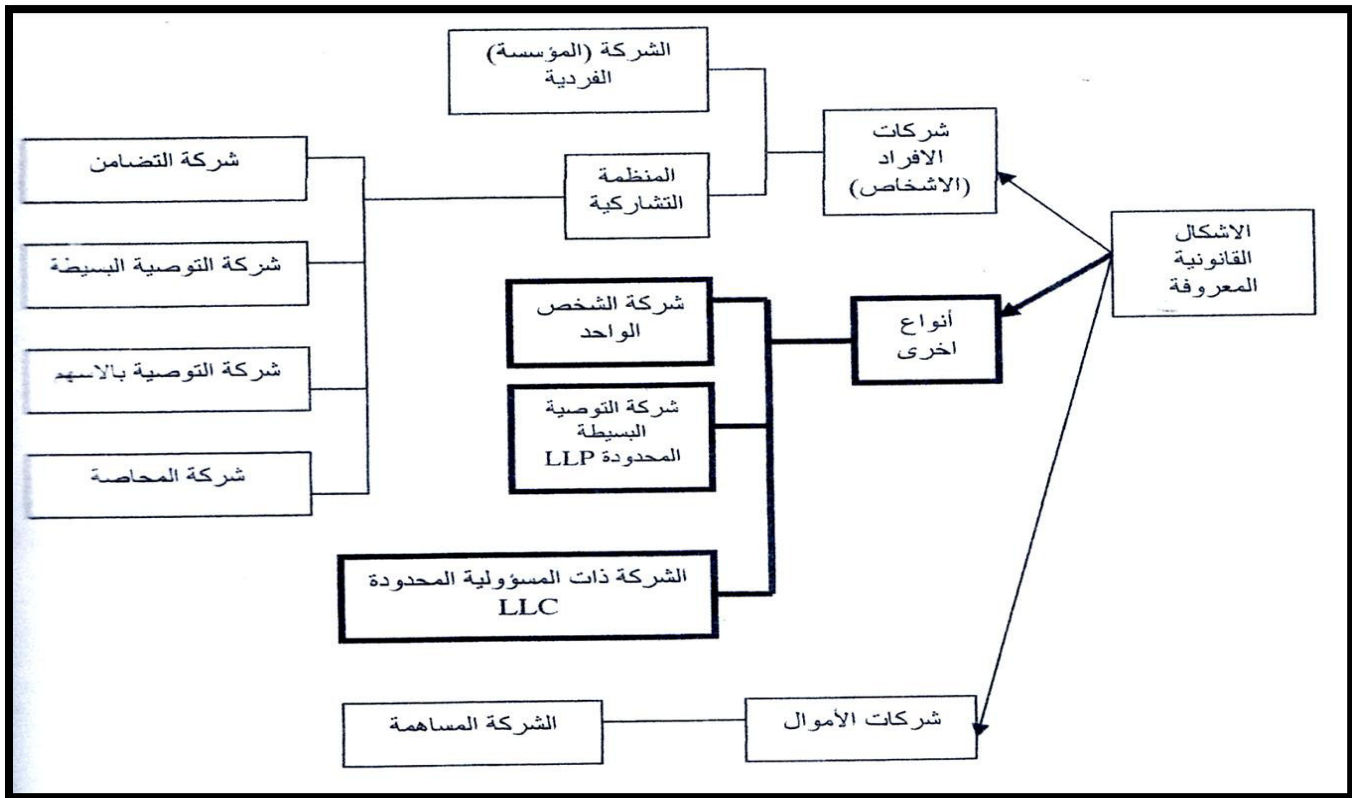 الاشكال
القانونية
المعروفة
شركات
الافراد
(الاشخاص)
الشركة (المؤسسة)
الفردية
المنظمة
التشاركية
شركة التضامن
شركة التوصية البسيطة
شركة التوصية بالاسهم
شركة المحاصة
أنواع
اخرى
شركة الشخص
الواحد
شركة التوصية
البسيطة
المحدودة LLP
الشركة ذات المسؤولية المحدودة
LLC
شركات الأموال
الشركة المساهمة